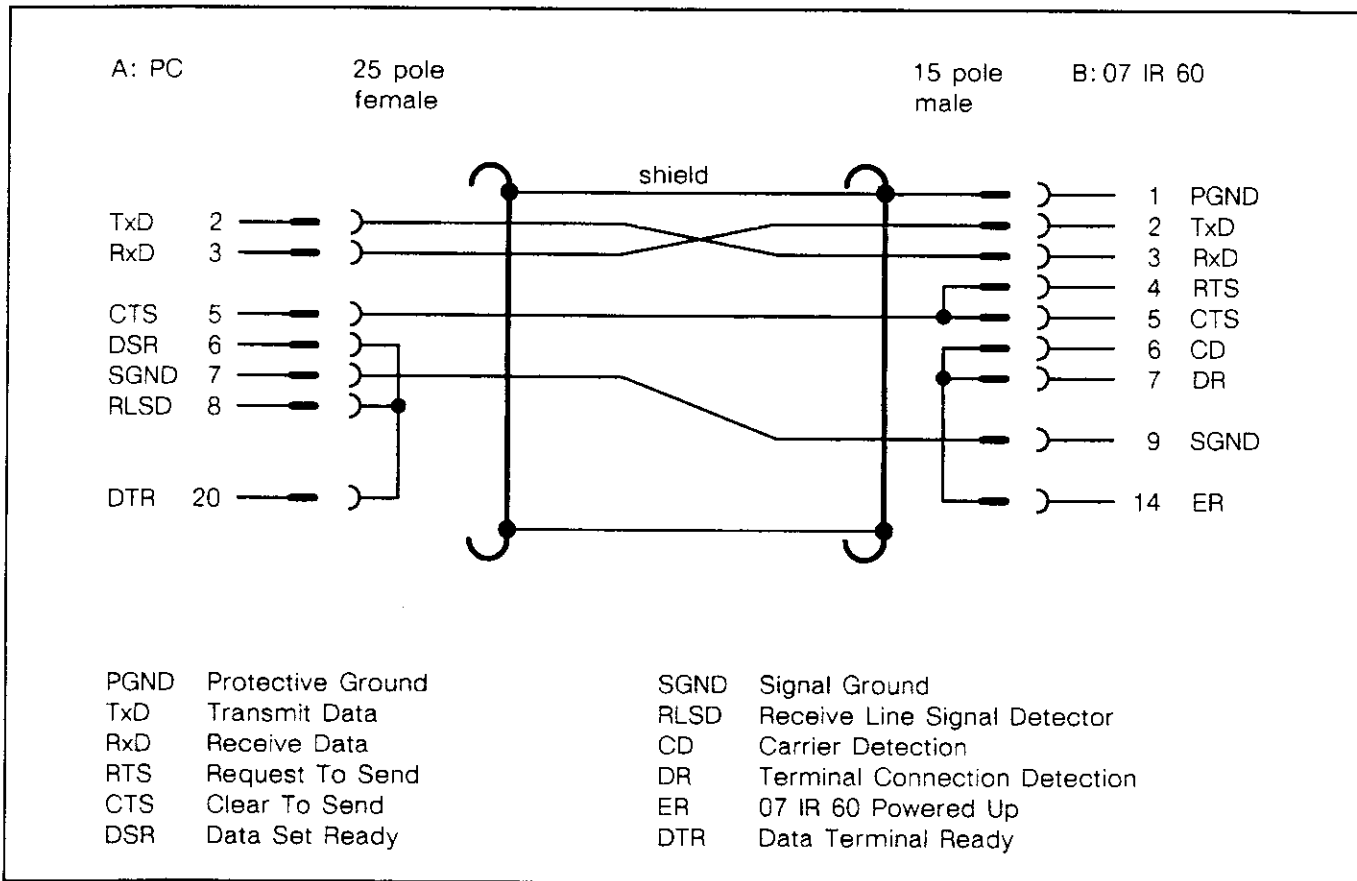 A: PC 25 pole 15 pole B: 07 IR 60
female male
shield
1 PGND
TxD 2 2 TxD
RxD 3 3 RxD
4 RTS
CTS 5 5 CTS
DSR 6 6 CD
SGND 7 7 DR
RLSD 8
9 SGND
DTR 20 14 ER
PGND Protective Ground SGND Signal Ground
TxD Transmit Data RLSD Receive Line Signal Detector
RxD Receive Data CD Carrier Detection
RTS Request To Send DR Terminal Connection Detection
CTS Clear To Send ER 07 IR 60 Powered Up
DSR Data Set Ready DTR Data Terminal Ready